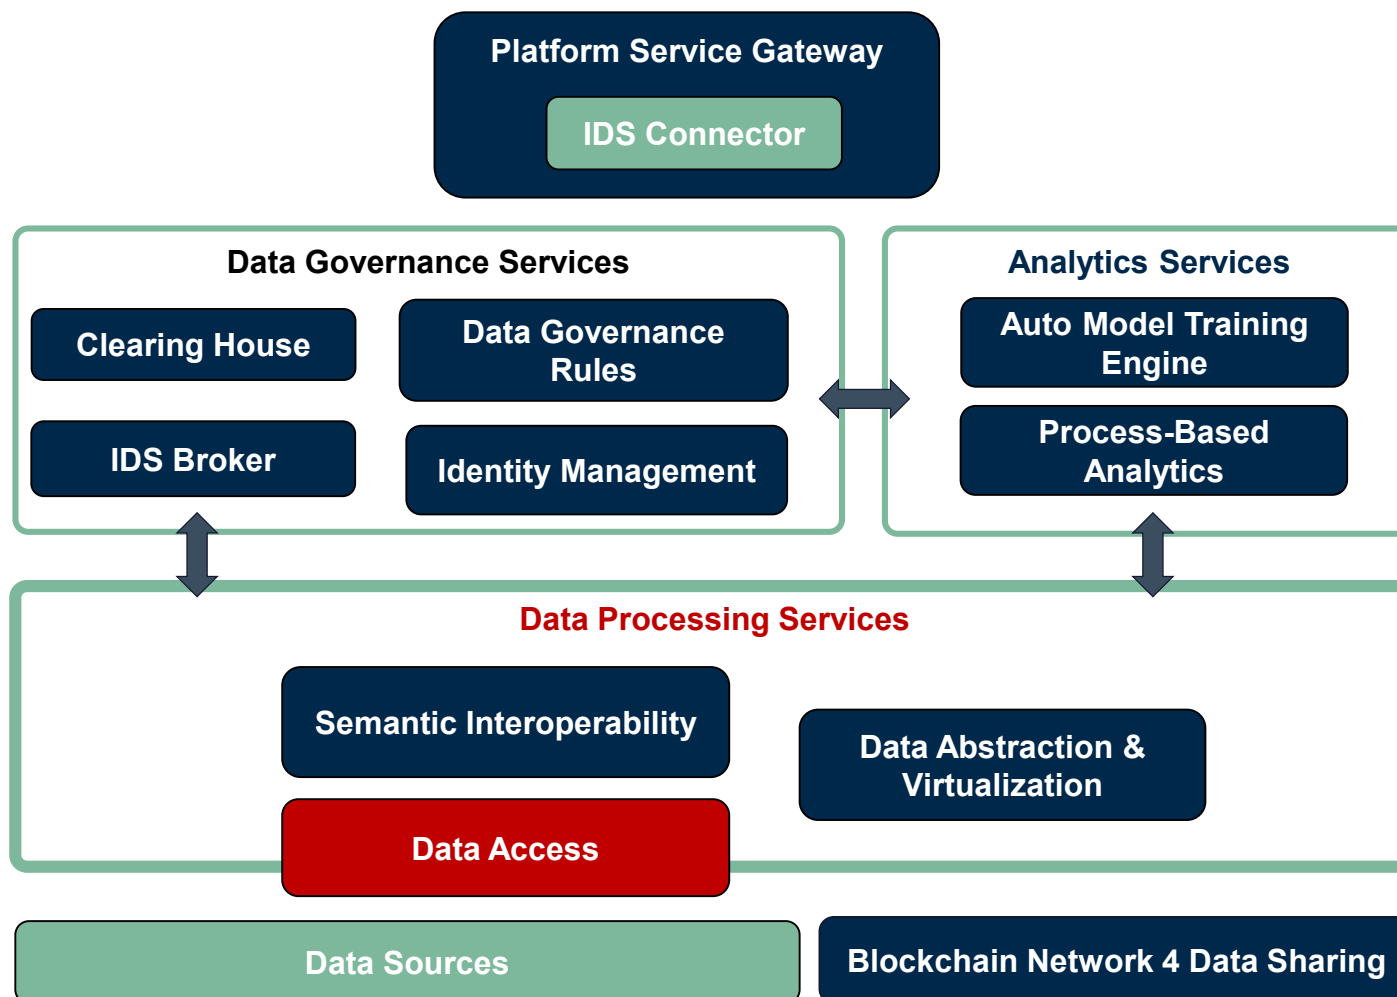 Platform Service Gateway
IDS Connector
Data Governance Services
Clearing House
Data Governance
Rules
IDS Broker
Identity Management
Analytics Services
Auto Model Training
Engine
Process-Based
Analytics
Data Processing Services
Semantic Interoperability
Data Abstraction &
Virtualization
Data Access
Data Sources
Blockchain Network 4 Data Sharing